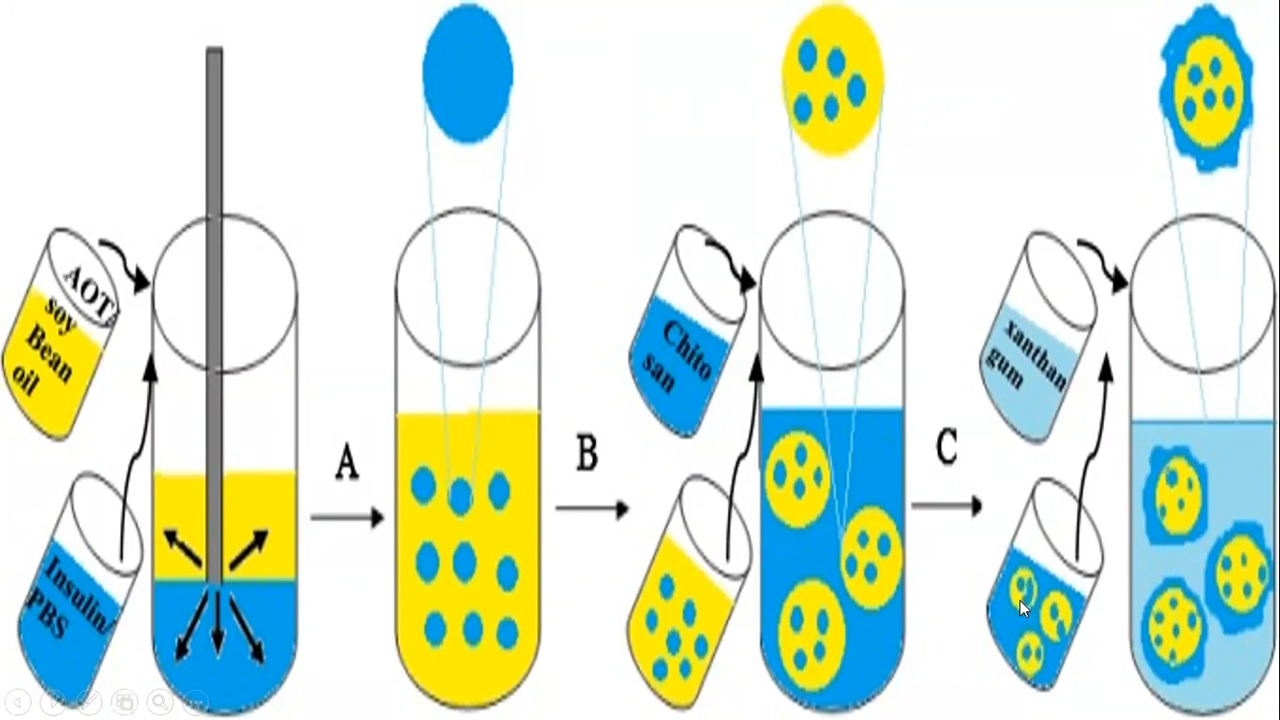 AOT
soy
Bean
oil
Insulin/
PBS
A
B
Chito
san
C
xanthan
gum